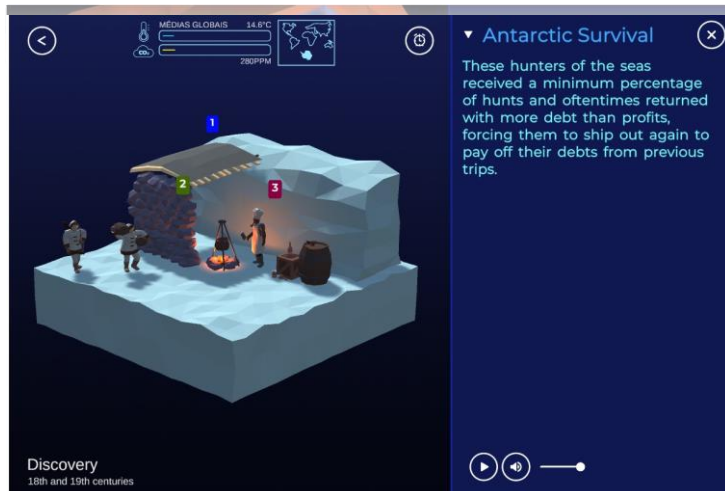 <
MÉDIAS GLOBAIS 14.6°C
CO₂
280PPM
1
2
3
Discovery
18th and 19th centuries
Antarctic Survival
These hunters of the seas
received a minimum percentage
of hunts and oftentimes returned
with more debt than profits,
forcing them to ship out again to
pay off their debts from previous
trips.